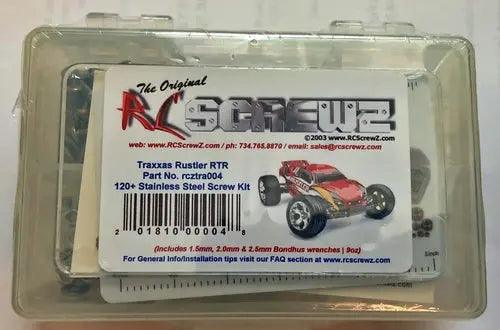 The Original
RC SCREWZ
©2003 www.RCScrewZ.com
web: www.RCScrewZ.com / ph: 734.765.8870 / email: sales@rcscrewz.com
Traxxas Rustler RTR
Part No. rcztra004
120+ Stainless Steel Screw Kit
2 01810 00004 8
(Includes 1.5mm, 2.0mm & 2.5mm Bondhus wrenches | 9oz)
For General Info/Installation tips visit our FAQ section at www.rcscrewz.com